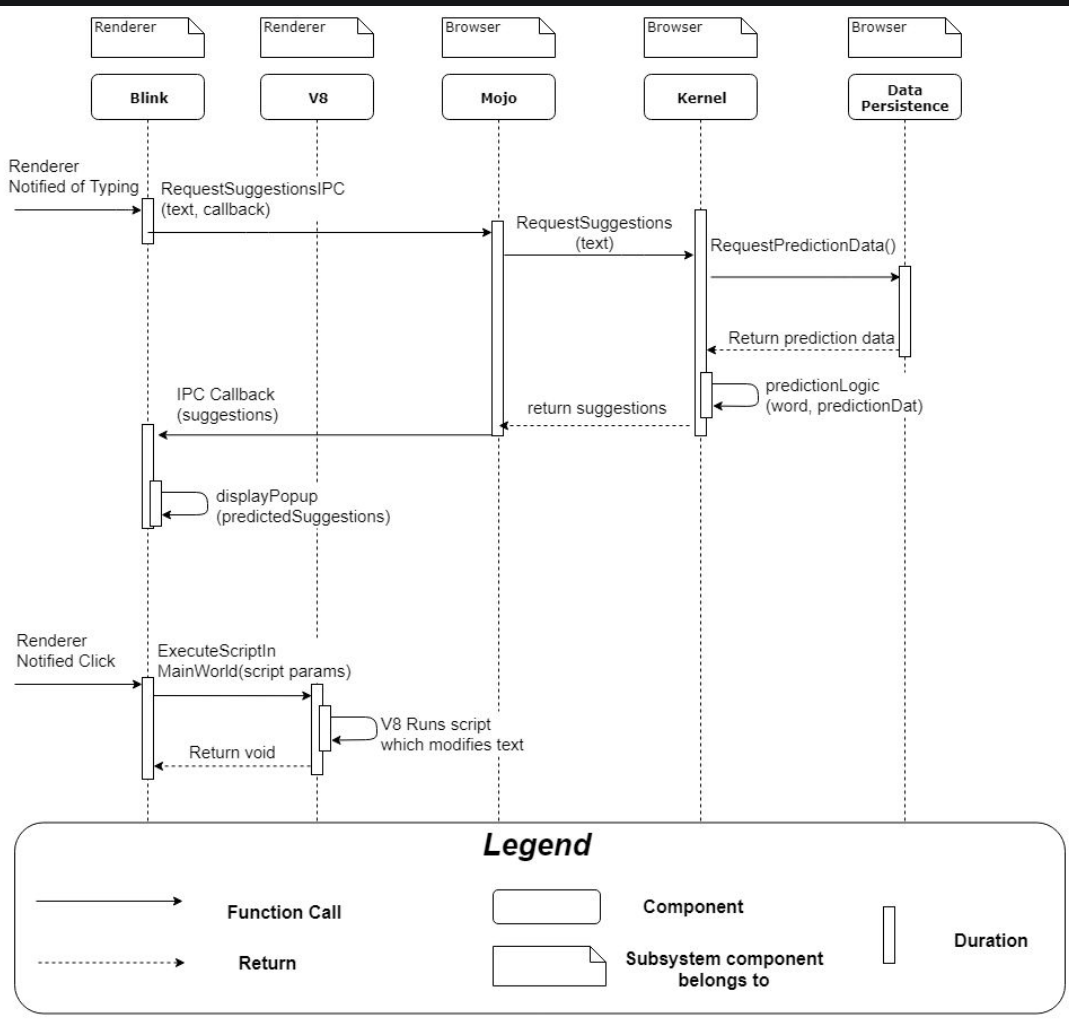 Renderer
Renderer
Browser
Browser
Browser
Blink
V8
Mojo
Kernel
Data
Persistence
Renderer
Notified of Typing
RequestSuggestionsIPC
(text, callback)
RequestSuggestions
(text)
RequestPredictionData()
Return prediction data
IPC Callback
(suggestions)
return suggestions
predictionLogic
(word, predictionDat)
displayPopup
(predictedSuggestions)
Renderer
Notified Click
ExecuteScriptIn
MainWorld(script params)
V8 Runs script
which modifies text
Return void
Legend
Function Call
Component
Duration
Return
Subsystem component
belongs to